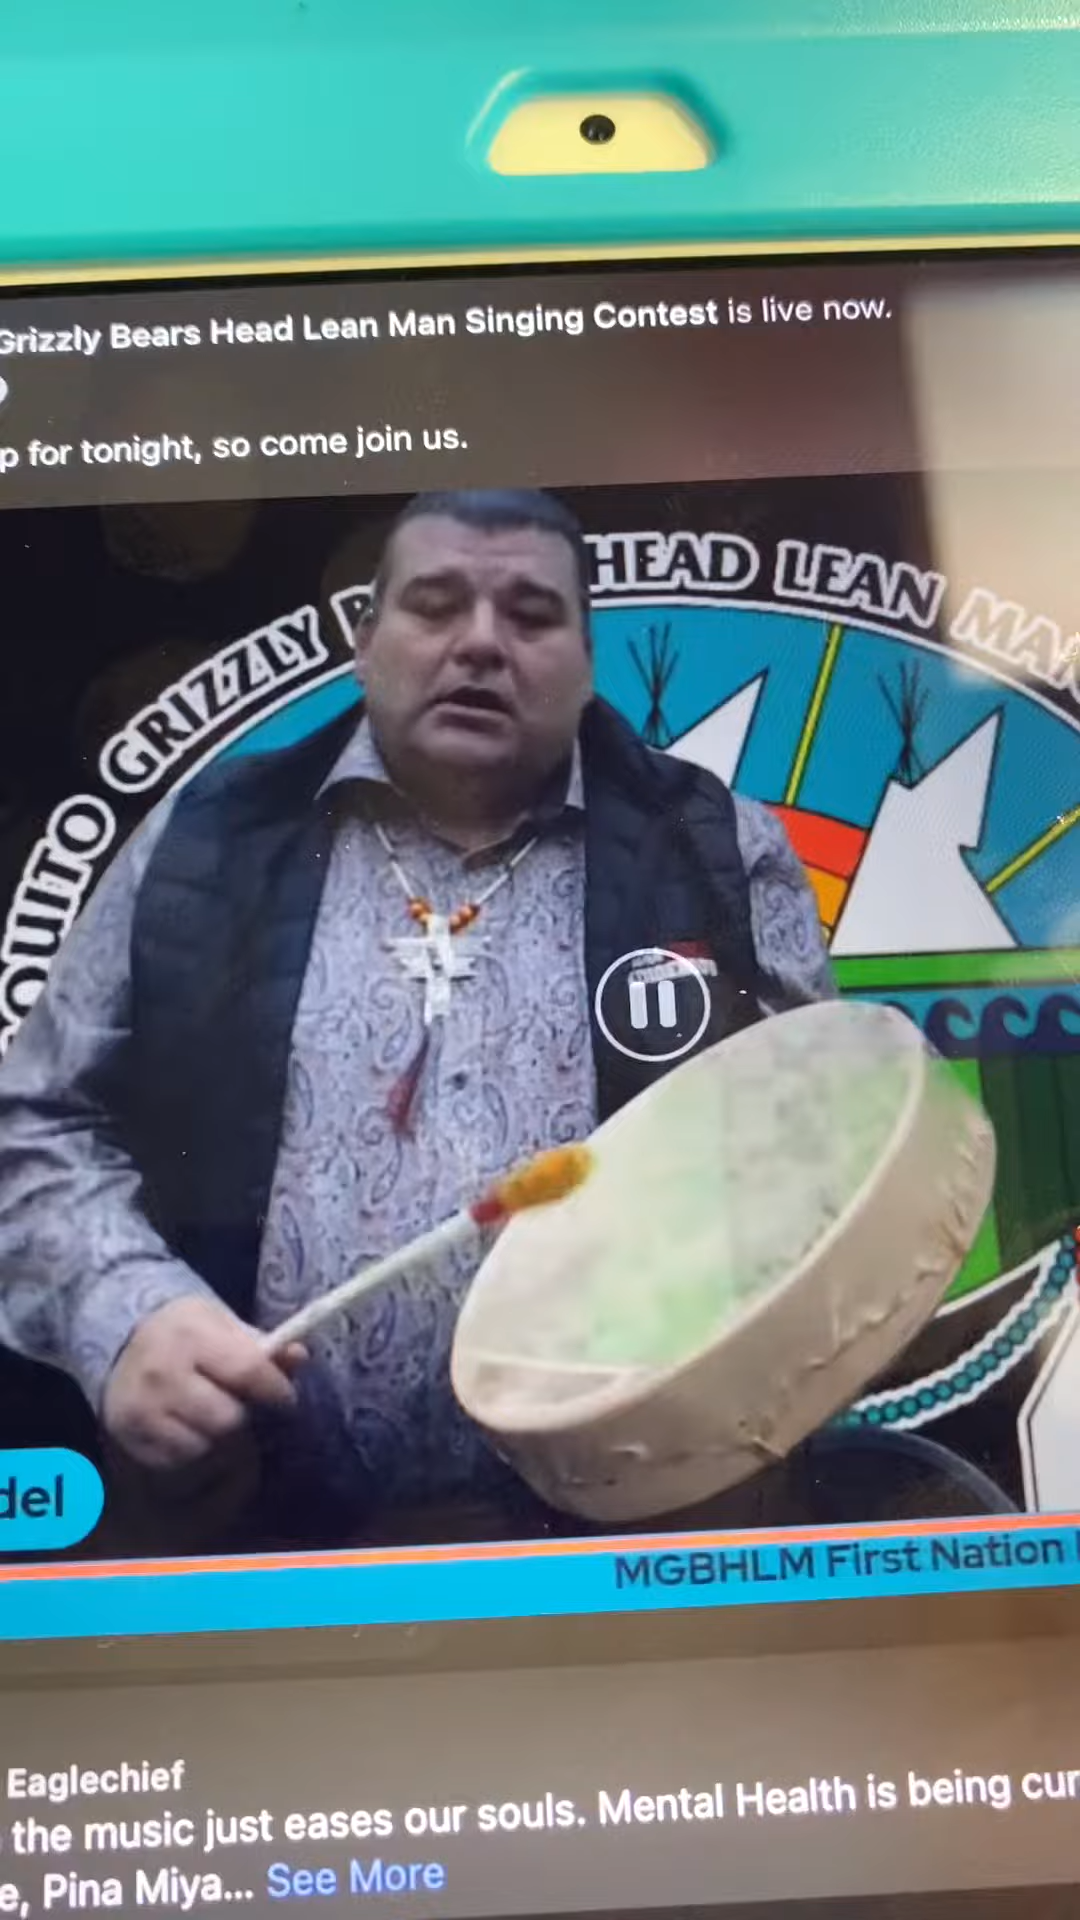 Grizzly Bears Head Lean Man Singing Contest is live now.
p for tonight, so come join us.
QUITO GRIZZLY B HEAD LEAN MAN
del
MGBHLM First Nation
Eaglechief
the music just eases our souls. Mental Health is being cur
e, Pina Miya... See More